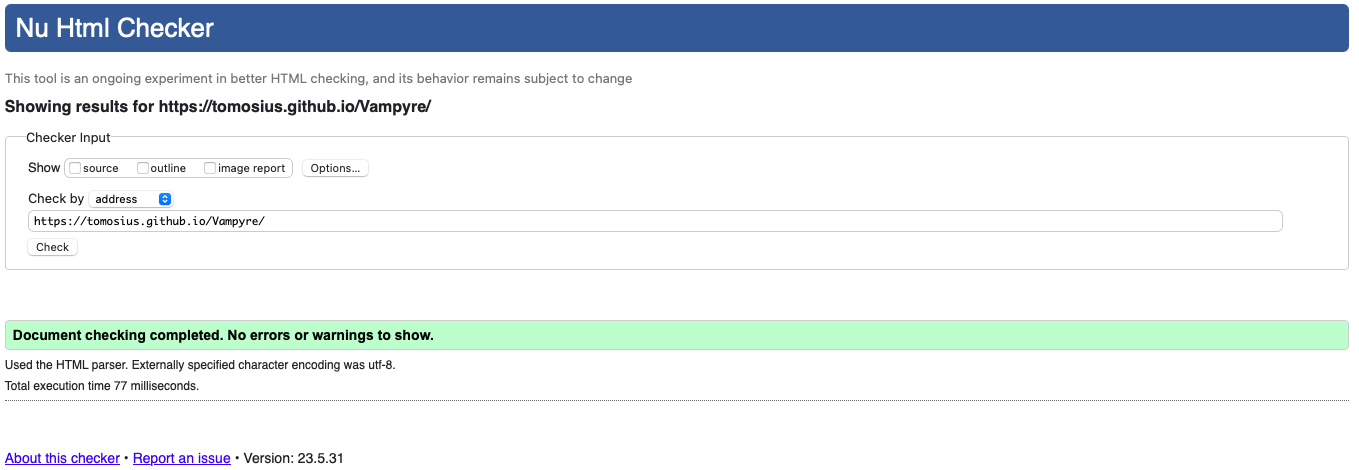 Nu Html Checker
This tool is an ongoing experiment in better HTML checking, and its behavior remains subject to change
Showing results for https://tomosius.github.io/Vampyre/
Checker Input
Show source outline image report Options...
Check by address
https://tomosius.github.io/Vampyre/
Check
Document checking completed. No errors or warnings to show.
Used the HTML parser. Externally specified character encoding was utf-8.
Total execution time 77 milliseconds.
About this checker • Report an issue • Version: 23.5.31